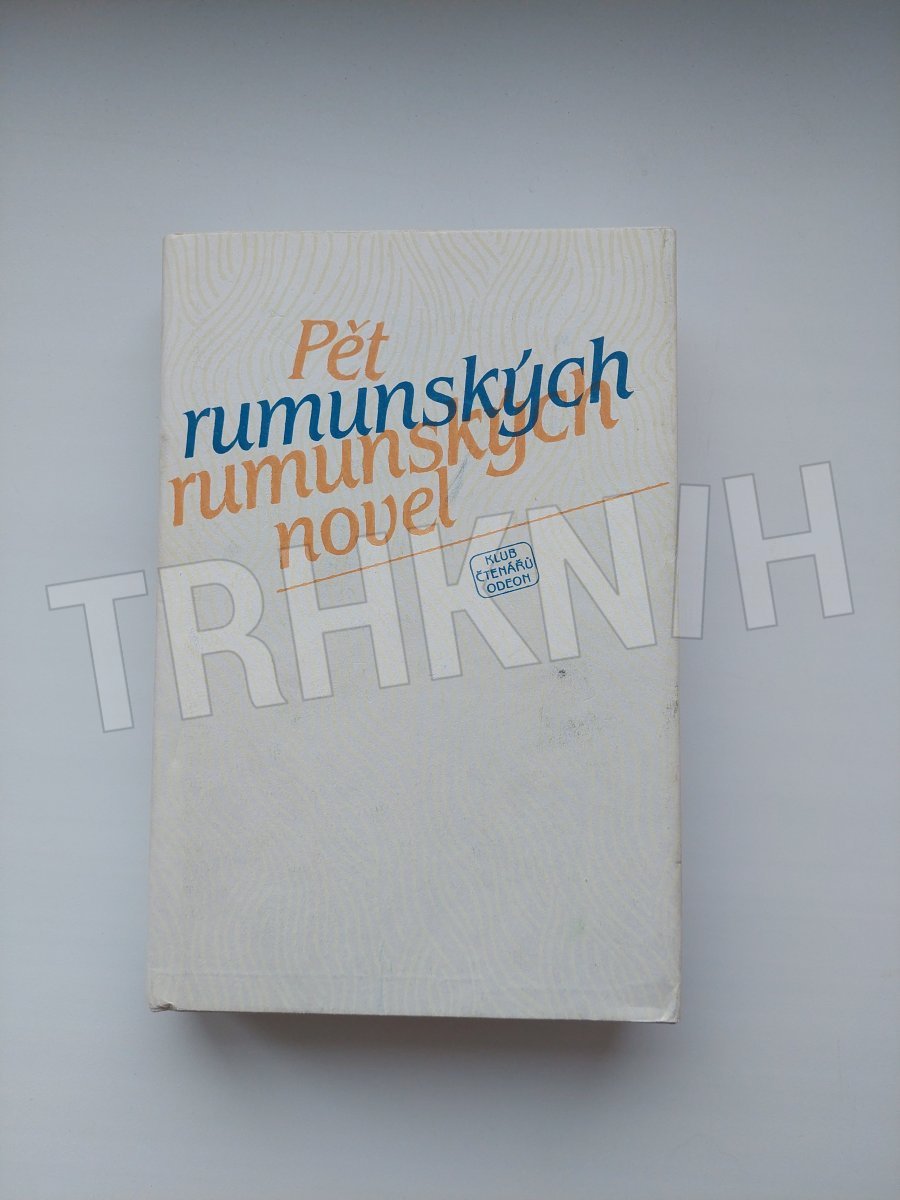 Pět
rumunských
rumunských
novel
KLUB
ČTENÁŘŮ
ODEON
TRHKNIH